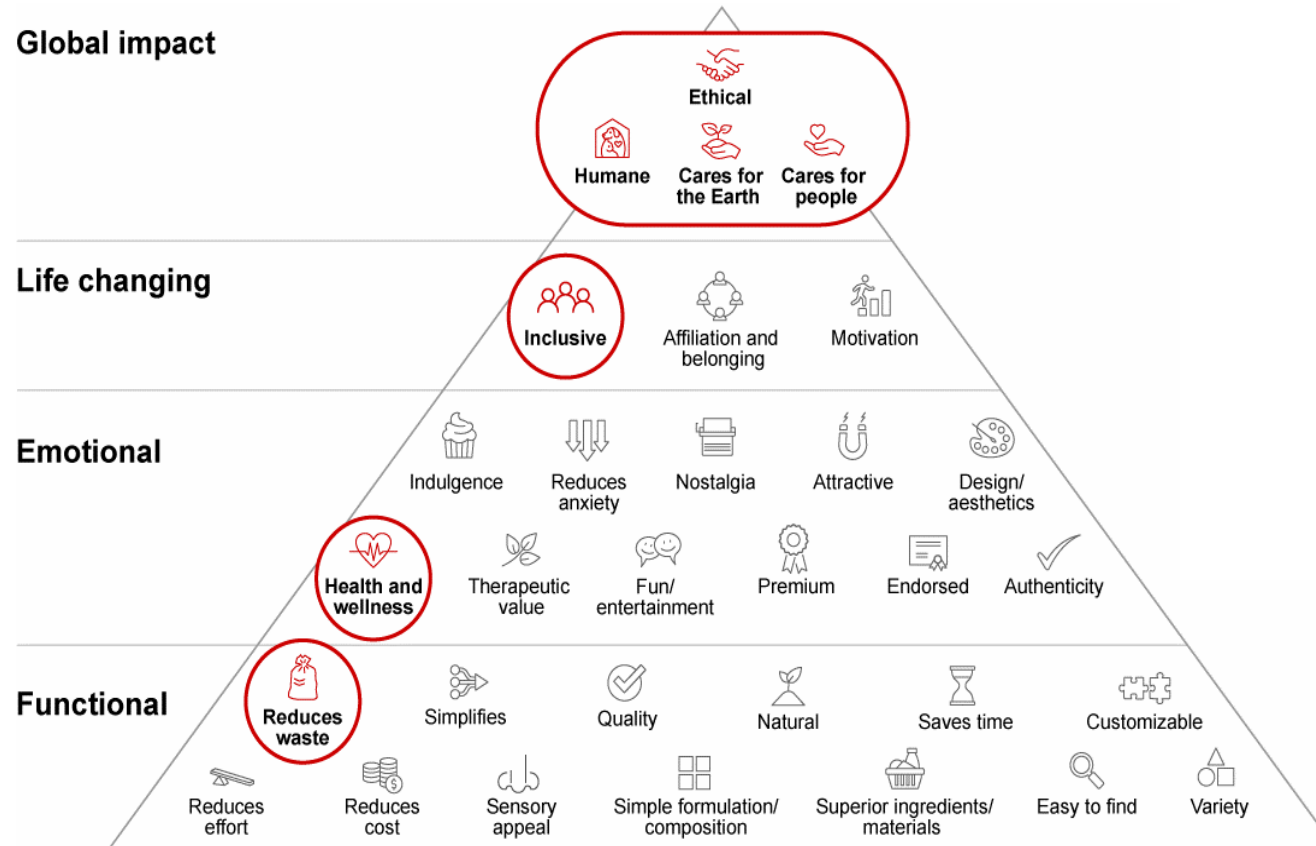 Global impact
Ethical
Humane
Cares for
the Earth
Cares for
people
Life changing
Inclusive
Affiliation and
belonging
Motivation
Emotional
Indulgence
Reduces
anxiety
Nostalgia
Attractive
Design/
aesthetics
Health and
wellness
Therapeutic
value
Fun/
entertainment
Premium
Endorsed
Authenticity
Functional
Reduces
waste
Simplifies
Quality
Natural
Saves time
Customizable
Reduces
effort
$
Reduces
cost
Sensory
appeal
Simple formulation/
composition
Superior ingredients/
materials
Easy to find
Variety